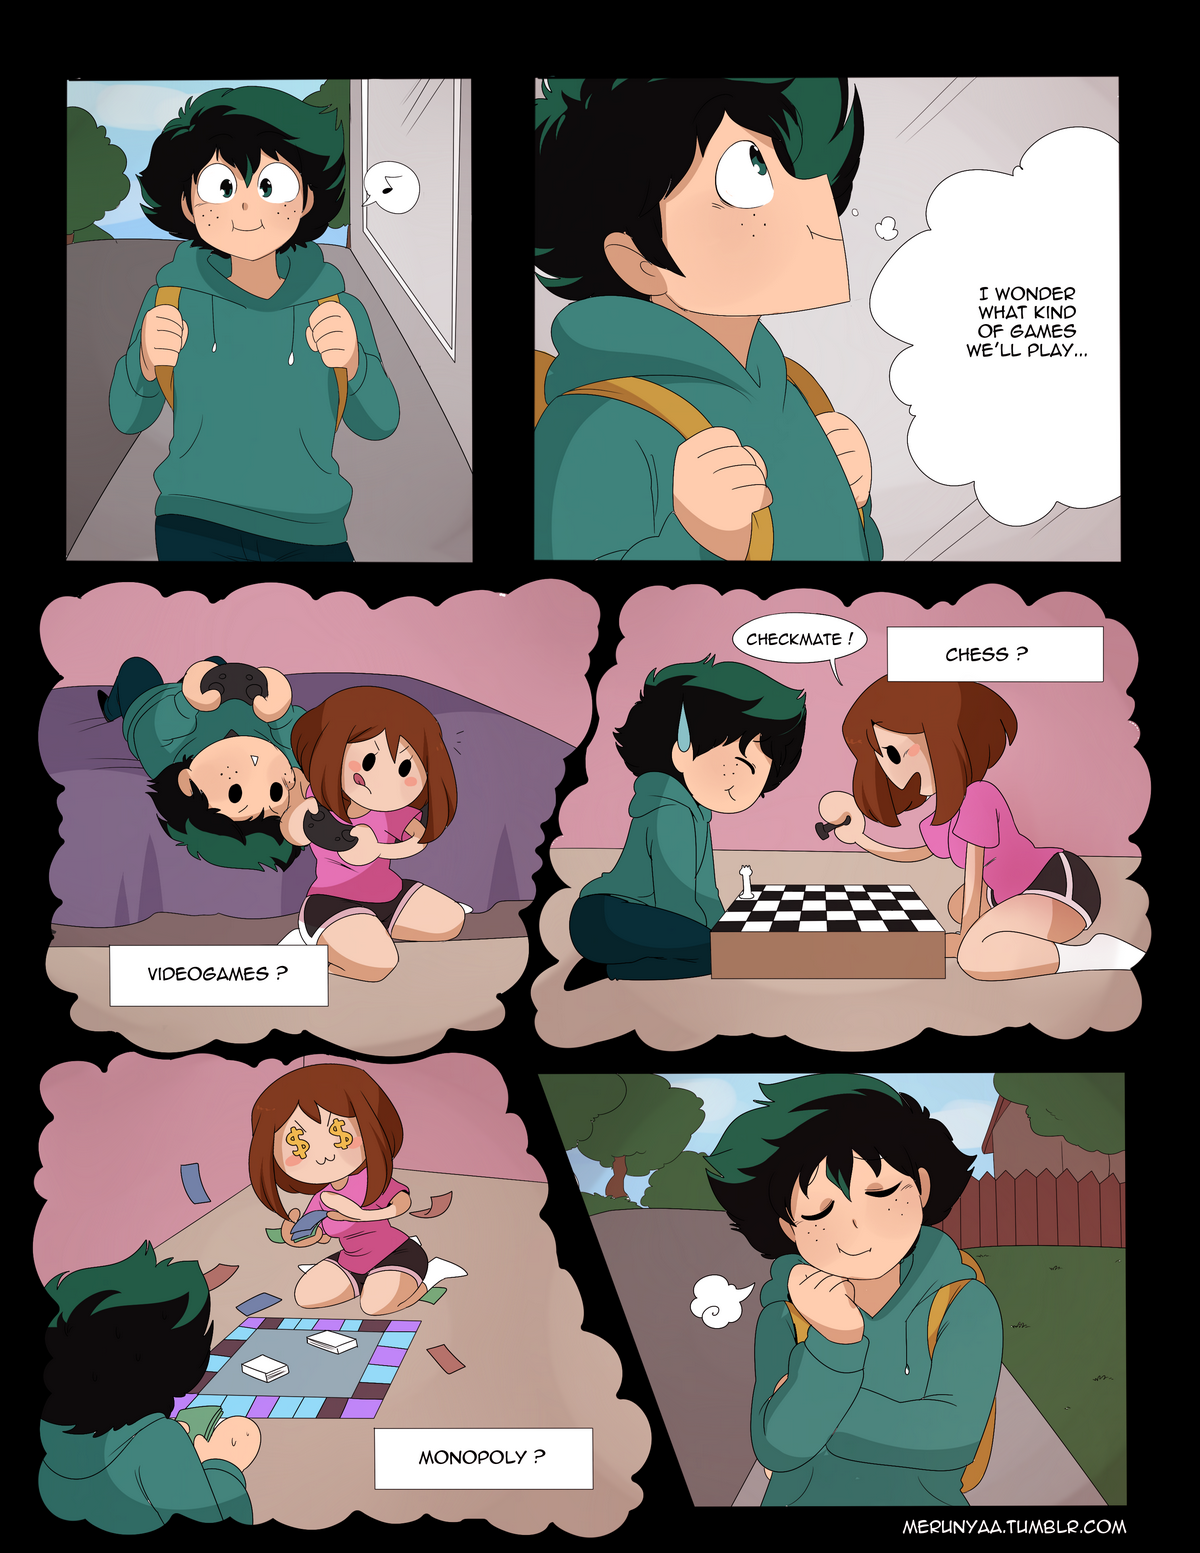 I WONDER
WHAT KIND
OF GAMES
WE'LL PLAY...
VIDEOGAMES ?
CHECKMATE !
CHESS ?
$ $
MONOPOLY ?
MERUNYAA.TUMBLR.COM